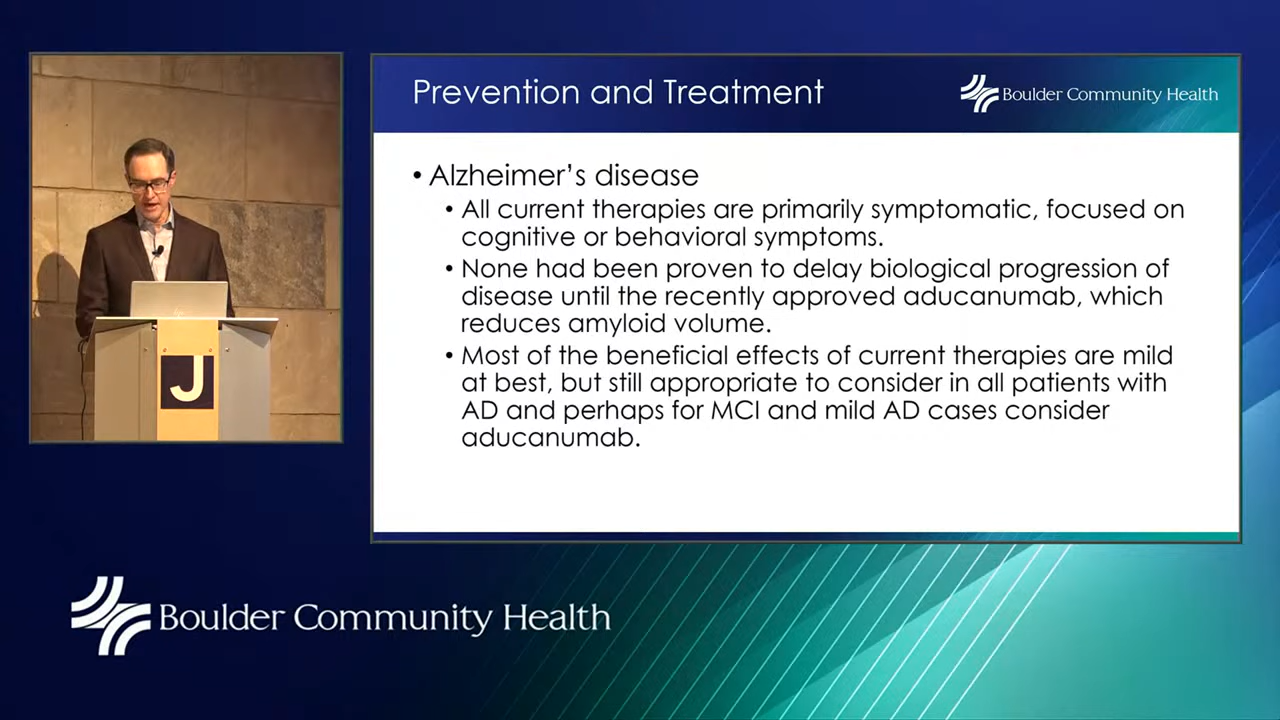 Prevention and Treatment
Boulder Community Health
• Alzheimer’s disease
• All current therapies are primarily symptomatic, focused on
cognitive or behavioral symptoms.
• None had been proven to delay biological progression of
disease until the recently approved aducanumab, which
reduces amyloid volume.
• Most of the beneficial effects of current therapies are mild
at best, but still appropriate to consider in all patients with
AD and perhaps for MCI and mild AD cases consider
aducanumab.
J
Boulder Community Health